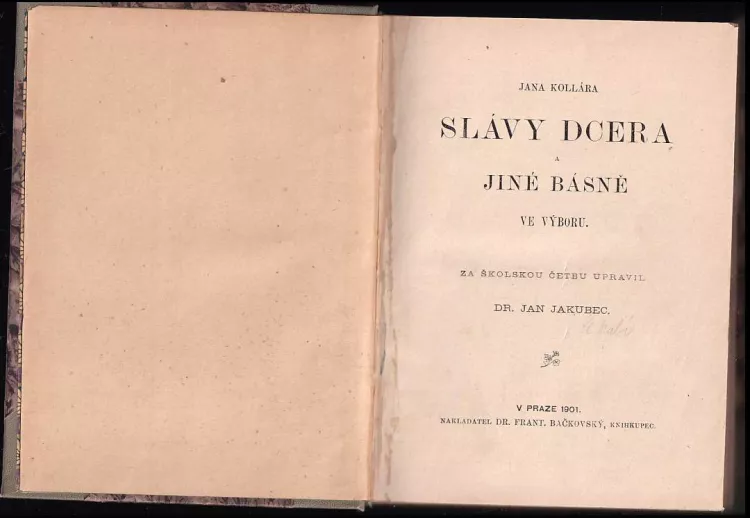 JANA KOLLÁRA
SLÁVY DCERA
A
JINÉ BÁSNĚ
VE VÝBORU.
ZA ŠKOLSKOU ČETBU UPRAVIL
DR. JAN JAKUBEC.
V PRAZE 1901.
NAKLADATEL DR. FRANT. BAČKOVSKÝ, KNIHKUPEC.